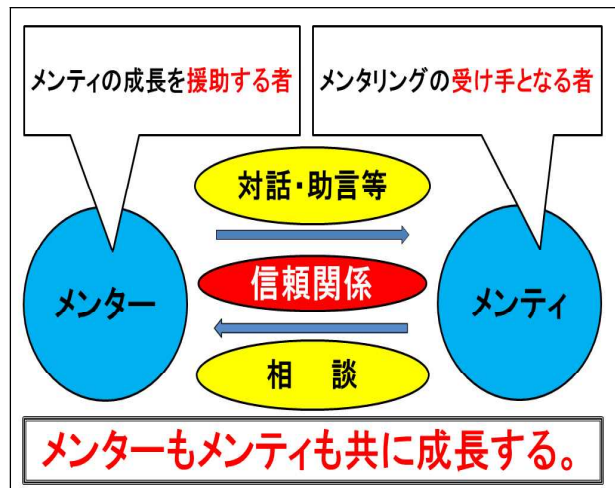 メンティの成長を援助する者
メンタリングの受け手となる者
対話・助言等
メンター
信頼関係
メンティ
相　談
メンターもメンティも共に成長する。